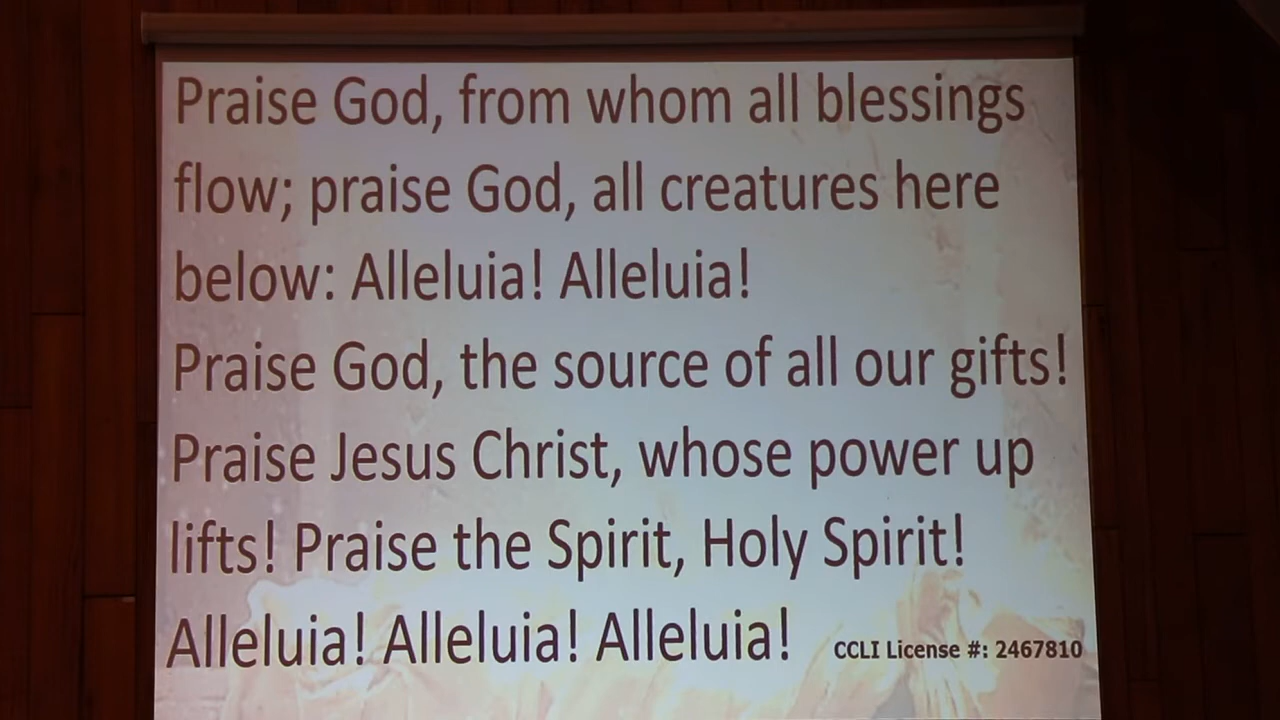 Praise God, from whom all blessings
flow; praise God, all creatures here
below: Alleluia! Alleluia!
Praise God, the source of all our gifts!
Praise Jesus Christ, whose power up
lifts! Praise the Spirit, Holy Spirit!
Alleluia! Alleluia! Alleluia! CCLI License #: 2467810